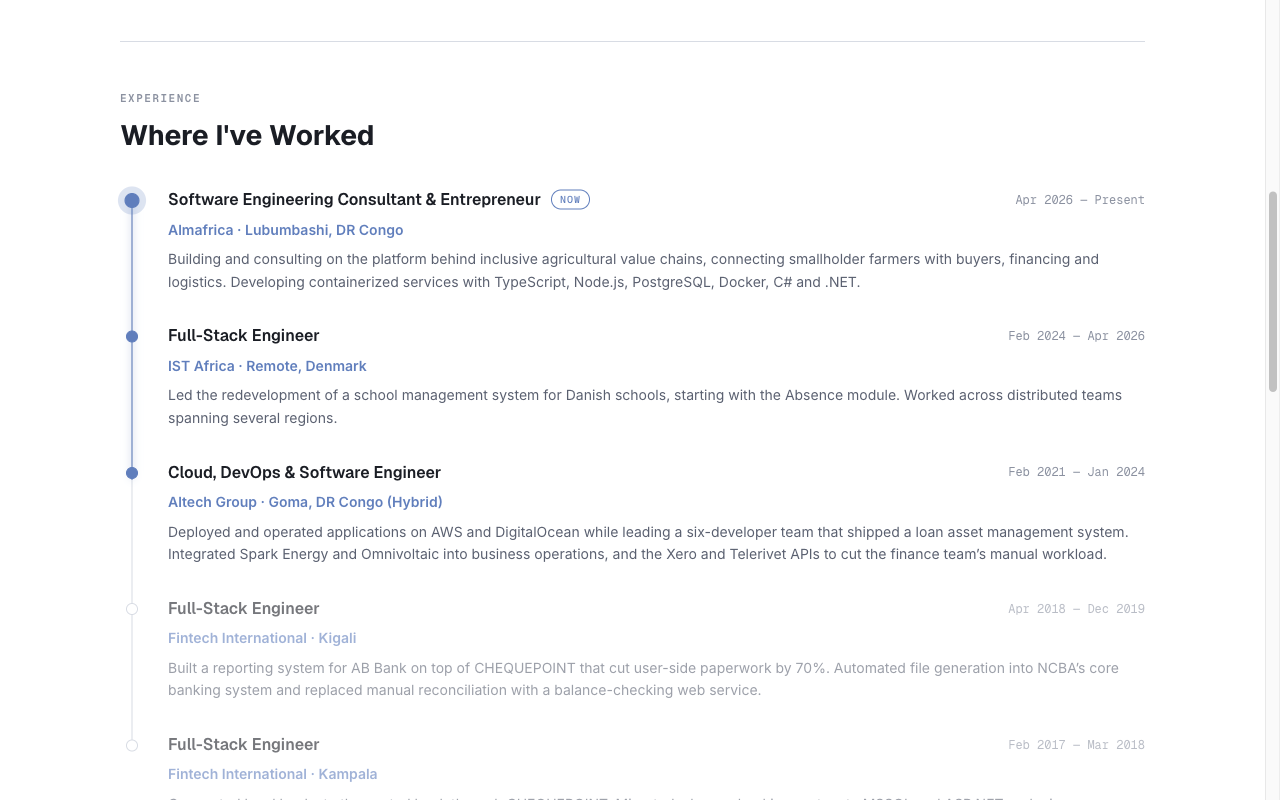 EXPERIENCE
Where I've Worked
Software Engineering Consultant & Entrepreneur NOW Apr 2026 — Present
Almafrica · Lubumbashi, DR Congo
Building and consulting on the platform behind inclusive agricultural value chains, connecting smallholder farmers with buyers, financing and
logistics. Developing containerized services with TypeScript, Node.js, PostgreSQL, Docker, C# and .NET.
Full-Stack Engineer Feb 2024 — Apr 2026
IST Africa · Remote, Denmark
Led the redevelopment of a school management system for Danish schools, starting with the Absence module. Worked across distributed teams
spanning several regions.
Cloud, DevOps & Software Engineer Feb 2021 — Jan 2024
Altech Group · Goma, DR Congo (Hybrid)
Deployed and operated applications on AWS and DigitalOcean while leading a six-developer team that shipped a loan asset management system.
Integrated Spark Energy and Omnivoltaic into business operations, and the Xero and Telerivet APIs to cut the finance team’s manual workload.
Full-Stack Engineer Apr 2018 — Dec 2019
Fintech International · Kigali
Built a reporting system for AB Bank on top of CHEQUEPOINT that cut user-side paperwork by 70%. Automated file generation into NCBA’s core
banking system and replaced manual reconciliation with a balance-checking web service.
Full-Stack Engineer Feb 2017 — Mar 2018
Fintech International · Kampala